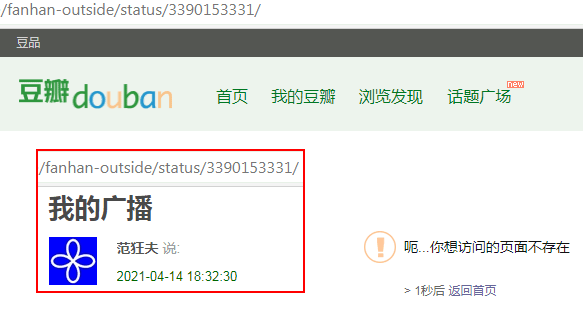 /fanhan-outside/status/3390153331/
豆品
豆瓣douban
首页 我的豆瓣 浏览发现 话题广场 new
/fanhan-outside/status/3390153331/
我的广播
范狂夫 说:
2021-04-14 18:32:30
呃...你想访问的页面不存在
> 1秒后 返回首页